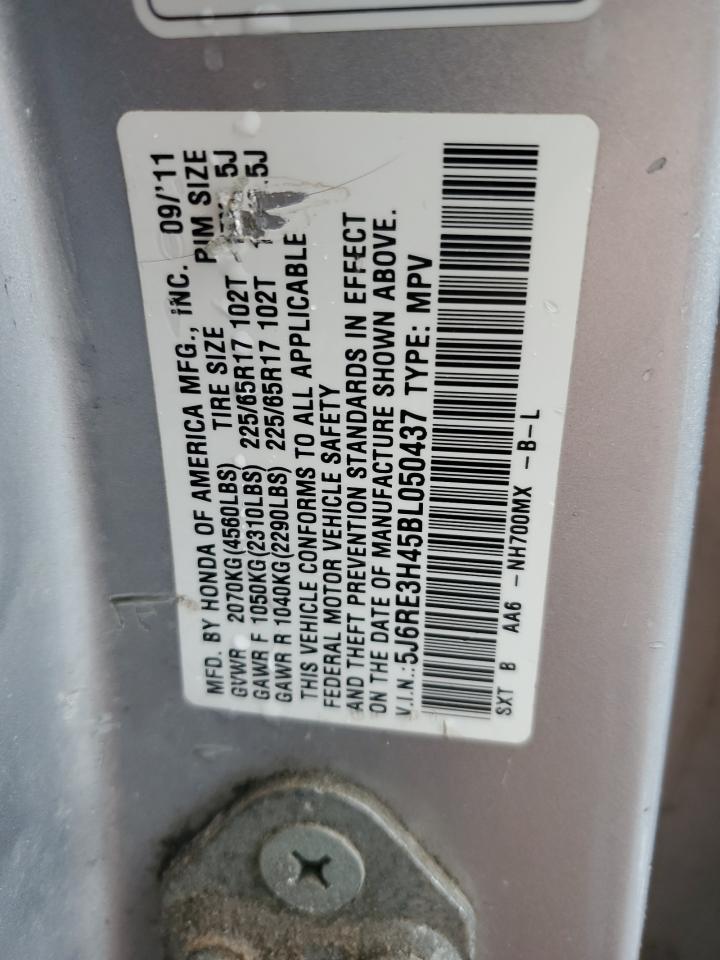 MFD. BY HONDA OF AMERICA MFG., INC. 09/'11
GVWR 2070KG(4560LBS) TIRE SIZE RIM SIZE
GAWR F 1050KG(2310LBS) 225/65R17 102T 5J
GAWR R 1040KG(2290LBS) 225/65R17 102T 5J
THIS VEHICLE CONFORMS TO ALL APPLICABLE
FEDERAL MOTOR VEHICLE SAFETY
AND THEFT PREVENTION STANDARDS IN EFFECT
ON THE DATE OF MANUFACTURE SHOWN ABOVE.
V.I.N.:5J6RE3H45BL050437 TYPE: MPV
SXT B AA6 -NH700MX -B-L